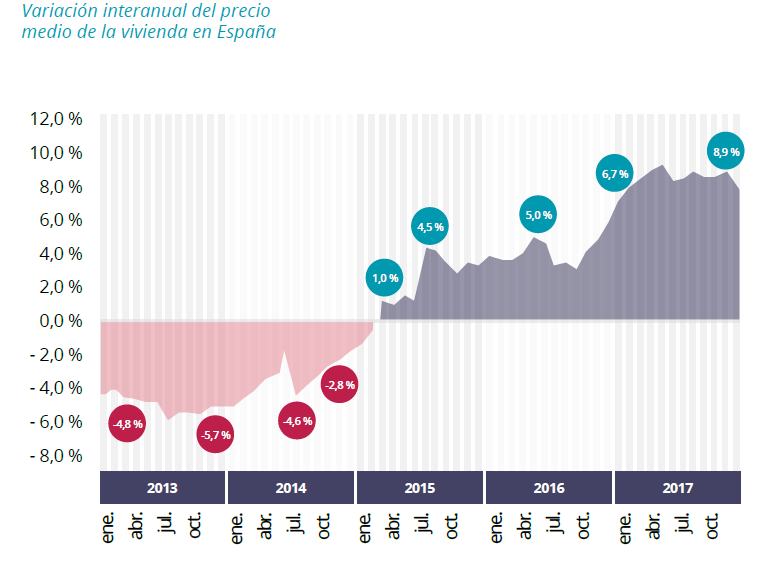 Variación interanual del precio
medio de la vivienda en España
12,0 %
10,0 %
8,0 %
6,0 %
4,0 %
2,0 %
0,0 %
- 2,0 %
- 4,0 %
- 6,0 %
- 8,0 %
-4,8 %
-5,7 %
-4,6 %
-2,8 %
1,0 %
4,5 %
5,0 %
6,7 %
8,9 %
2013 2014 2015 2016 2017
ene. abr. jul. oct. ene. abr. jul. oct. ene. abr. jul. oct. ene. abr. jul. oct. ene. abr. jul. oct.